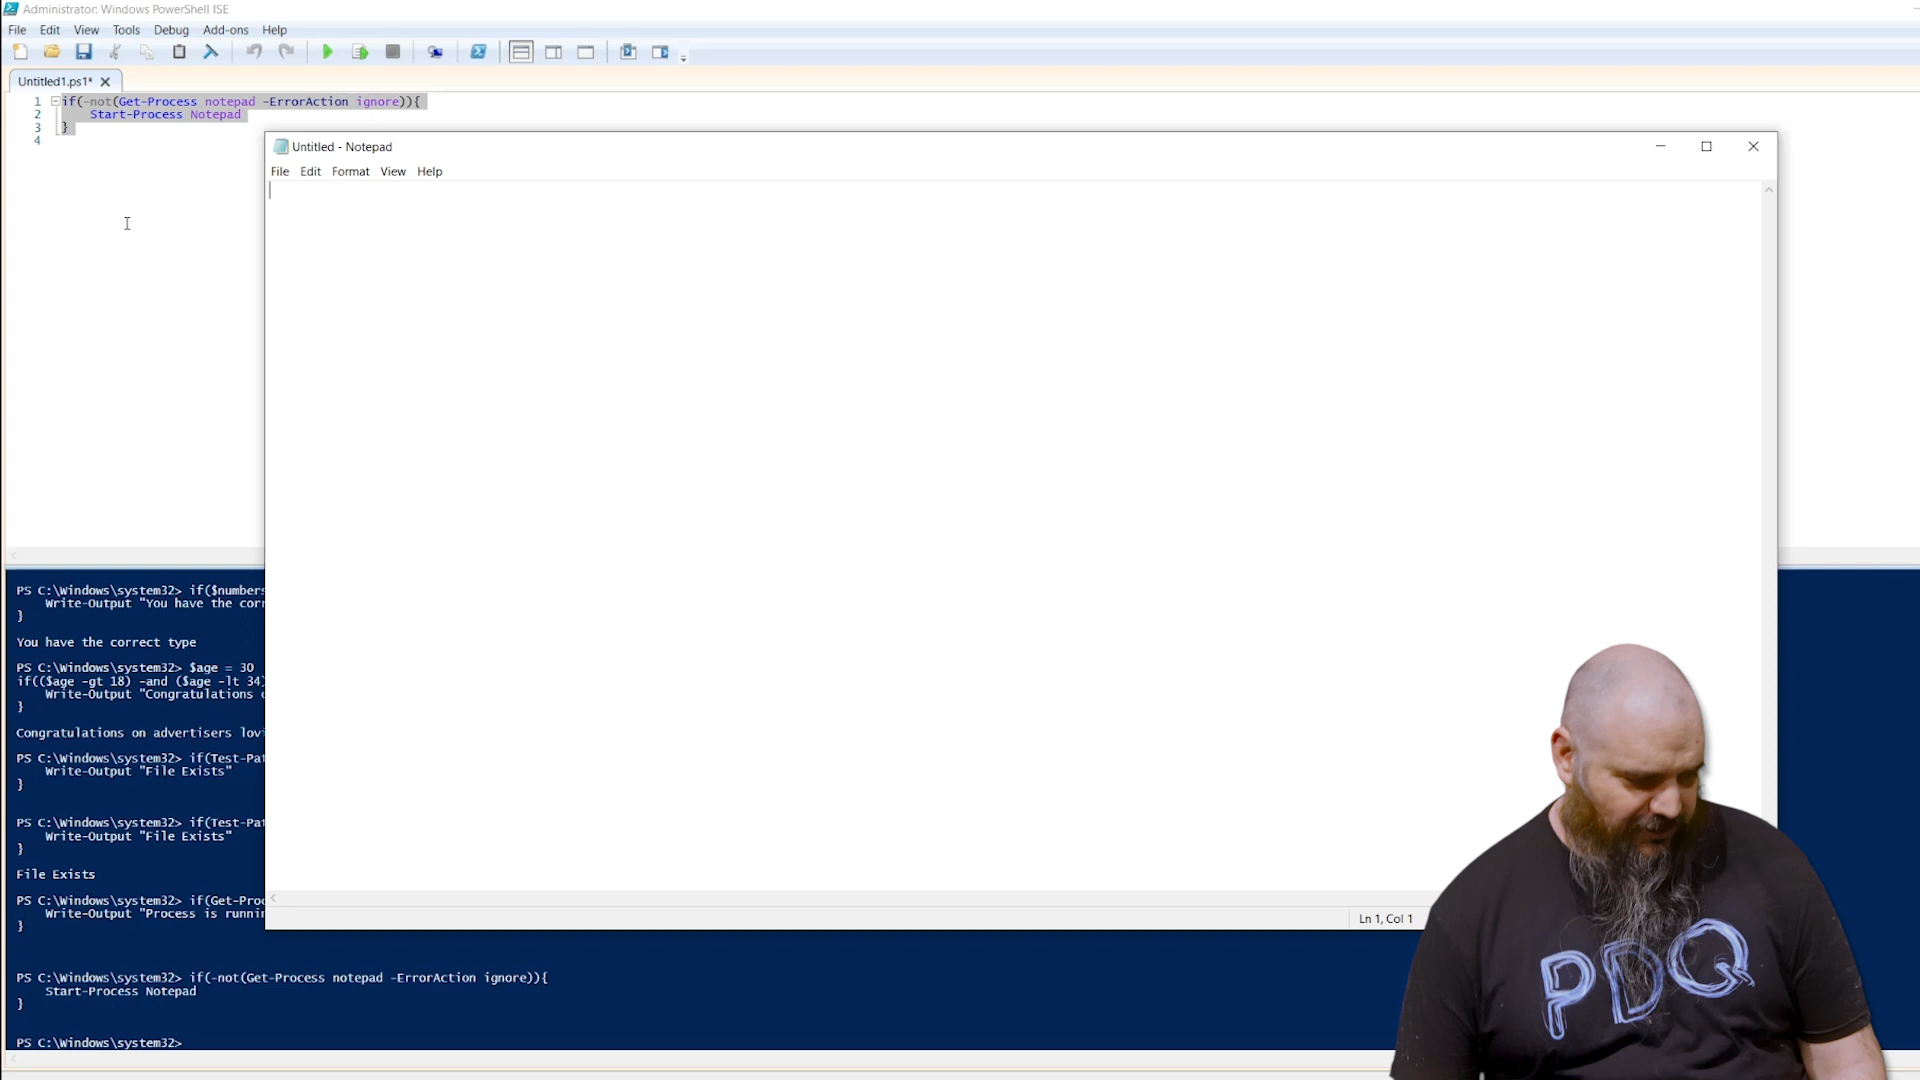 Administrator: Windows PowerShell ISE
File Edit View Tools Debug Add-ons Help
Untitled1.ps1*
1 if(-not(Get-Process notepad -ErrorAction ignore)){
2 Start-Process Notepad
3 }
4
Untitled - Notepad
File Edit Format View Help
PS C:\Windows\system32> if($numbers
Write-Output "You have the corr
}
You have the correct type
PS C:\Windows\system32> $age = 30
if(($age -gt 18) -and ($age -lt 34)
Write-Output "Congratulations
}
Congratulations on advertisers lovi
PS C:\Windows\system32> if(Test-Pat
Write-Output "File Exists"
}
PS C:\Windows\system32> if(Test-Pat
Write-Output "File Exists"
}
File Exists
PS C:\Windows\system32> if(Get-Proc
Write-Output "Process is runnin
}
Ln 1, Col 1
PS C:\Windows\system32> if(-not(Get-Process notepad -ErrorAction ignore)){
Start-Process Notepad
}
PS C:\Windows\system32>
PDQ